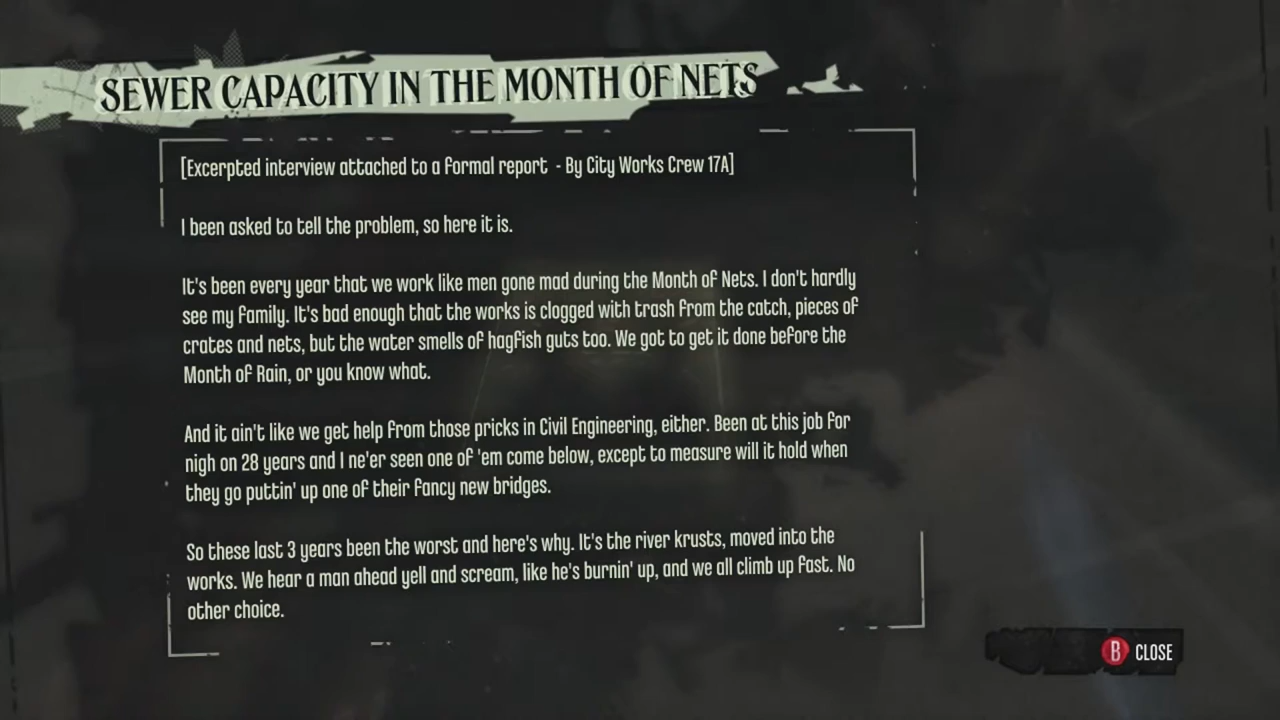 SEWER CAPACITY IN THE MONTH OF NETS
[Excerpted interview attached to a formal report - By City Works Crew 17A]
I been asked to tell the problem, so here it is.
It's been every year that we work like men gone mad during the Month of Nets. I don't hardly
see my family. It's bad enough that the works is clogged with trash from the catch, pieces of
crates and nets, but the water smells of hagfish guts too. We got to get it done before the
Month of Rain, or you know what.
And it ain't like we get help from those pricks in Civil Engineering, either. Been at this job for
nigh on 28 years and I ne'er seen one of 'em come below, except to measure will it hold when
they go puttin' up one of their fancy new bridges.
So these last 3 years been the worst and here's why. It's the river krusts, moved into the
works. We hear a man ahead yell and scream, like he's burnin' up, and we all climb up fast. No
other choice.
B CLOSE